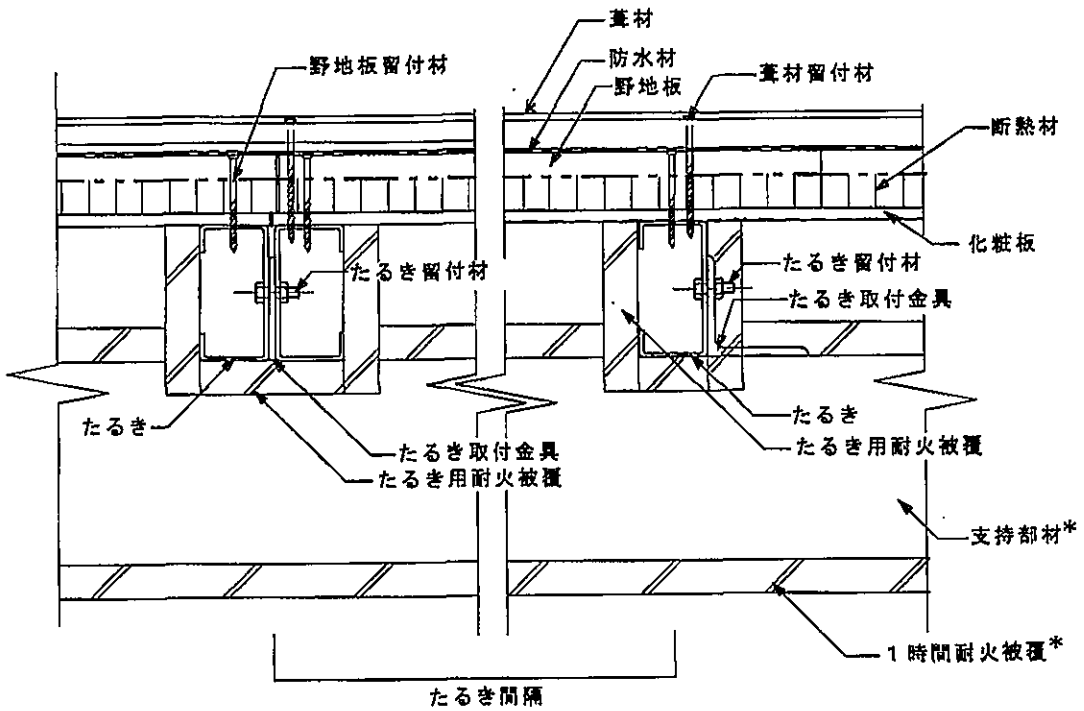 葺材
防水材
野地板留付材
葺材留付材
野地板
断熱材
化粧板
たるき留付材
たるき留付材
たるき取付金具
たるき
たるき
たるき取付金具
たるき用耐火被覆
たるき用耐火被覆
支持部材*
1時間耐火被覆*
たるき間隔